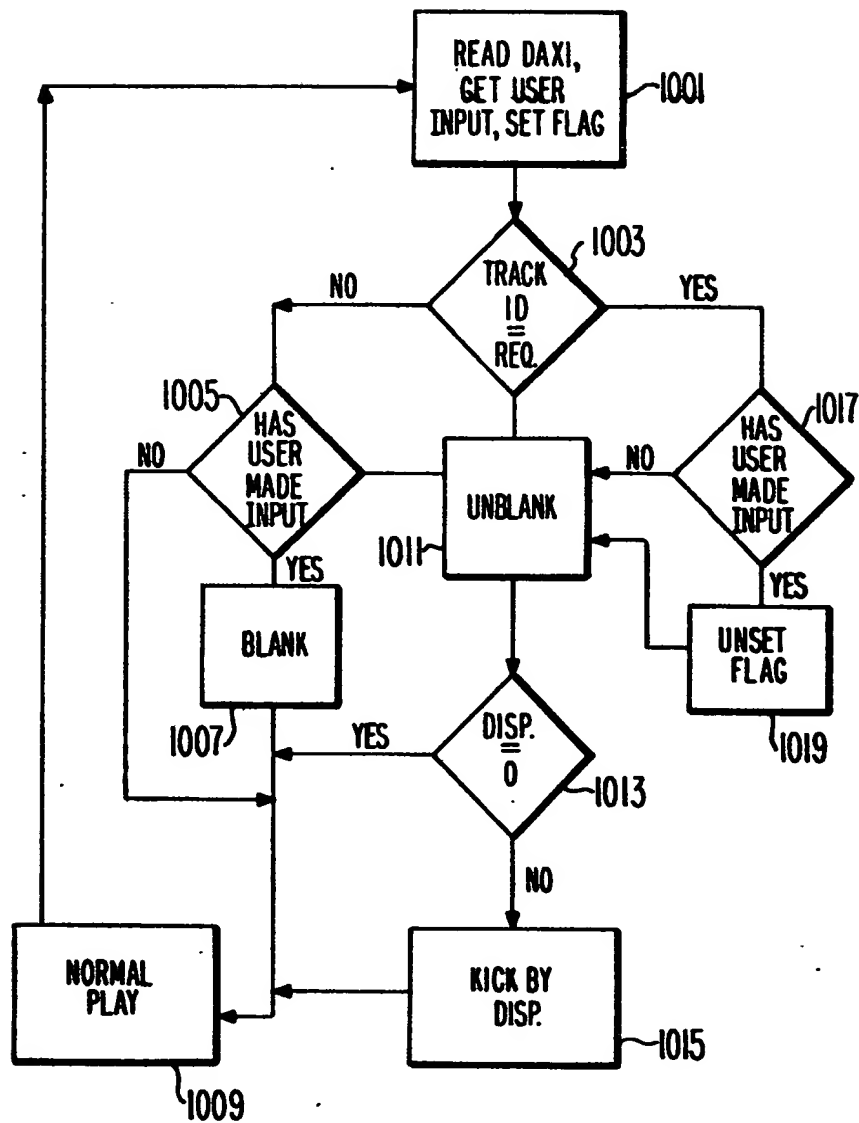 READ DAXI,
GET USER
INPUT, SET FLAG
1001
TRACK
ID
=
REQ.
1003
NO
YES
1005
HAS
USER
MADE
INPUT
NO
YES
1017
HAS
USER
MADE
INPUT
NO
YES
UNBLANK
1011
BLANK
1007
UNSET
FLAG
1019
DISP.
=
0
1013
YES
NO
NORMAL
PLAY
1009
KICK BY
DISP.
1015